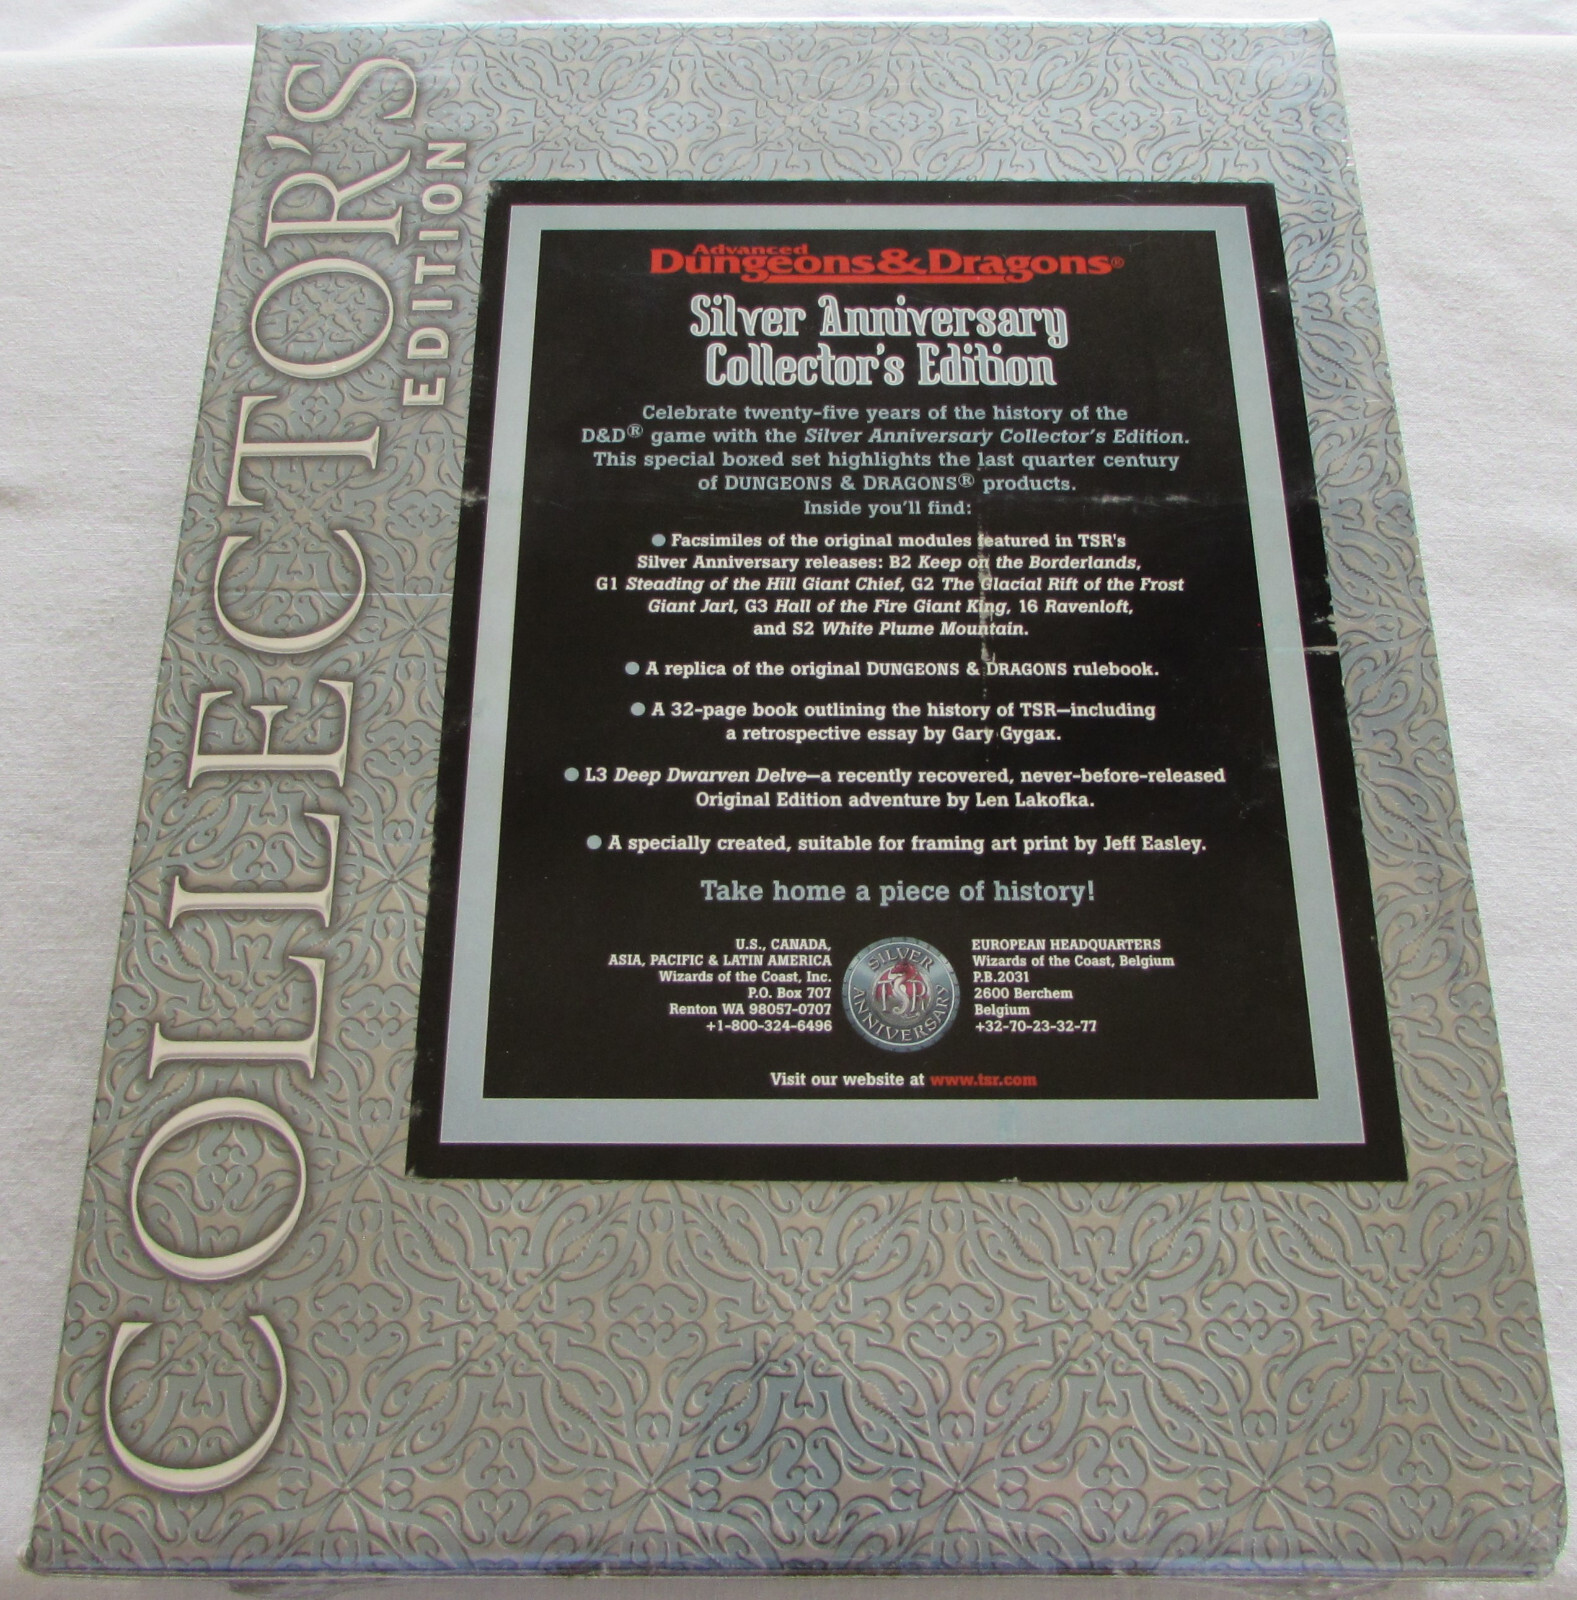 COLLECTOR'S
EDITION
Advanced
Dungeons & Dragons®
Silver Anniversary
Collector's Edition
Celebrate twenty-five years of the history of the
D&D® game with the Silver Anniversary Collector's Edition.
This special boxed set highlights the last quarter century
of DUNGEONS & DRAGONS® products.
Inside you'll find:
● Facsimiles of the original modules featured in TSR's
Silver Anniversary releases: B2 Keep on the Borderlands,
G1 Steading of the Hill Giant Chief, G2 The Glacial Rift of the Frost
Giant Jarl, G3 Hall of the Fire Giant King, 16 Ravenloft,
and S2 White Plume Mountain.
● A replica of the original DUNGEONS & DRAGONS rulebook.
● A 32-page book outlining the history of TSR—including
a retrospective essay by Gary Gygax.
● L3 Deep Dwarven Delve—a recently recovered, never-before-released
Original Edition adventure by Len Lakofka.
● A specially created, suitable for framing art print by Jeff Easley.
Take home a piece of history!
U.S., CANADA,
ASIA, PACIFIC & LATIN AMERICA
Wizards of the Coast, Inc.
P.O. Box 707
Renton WA 98057-0707
+1-800-324-6496
SILVER
TSR
ANNIVERSARY
EUROPEAN HEADQUARTERS
Wizards of the Coast, Belgium
P.B.2031
2600 Berchem
Belgium
+32-70-23-32-77
Visit our website at www.tsr.com